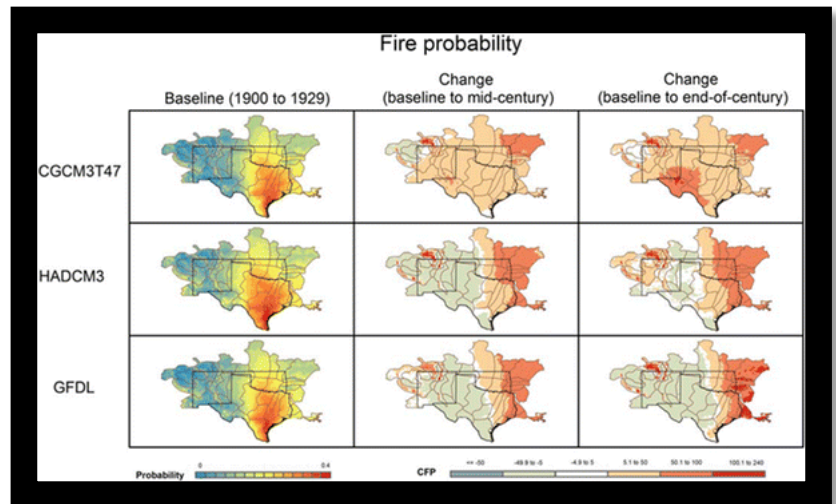 Fire probability
Baseline (1900 to 1929)
Change
(baseline to mid-century)
Change
(baseline to end-of-century)
CGCM3T47
HADCM3
GFDL
Probability
0
0.4
CFP
<= -50
-49.9 to -5
-4.9 to 5
5.1 to 50
50.1 to 100
100.1 to 240